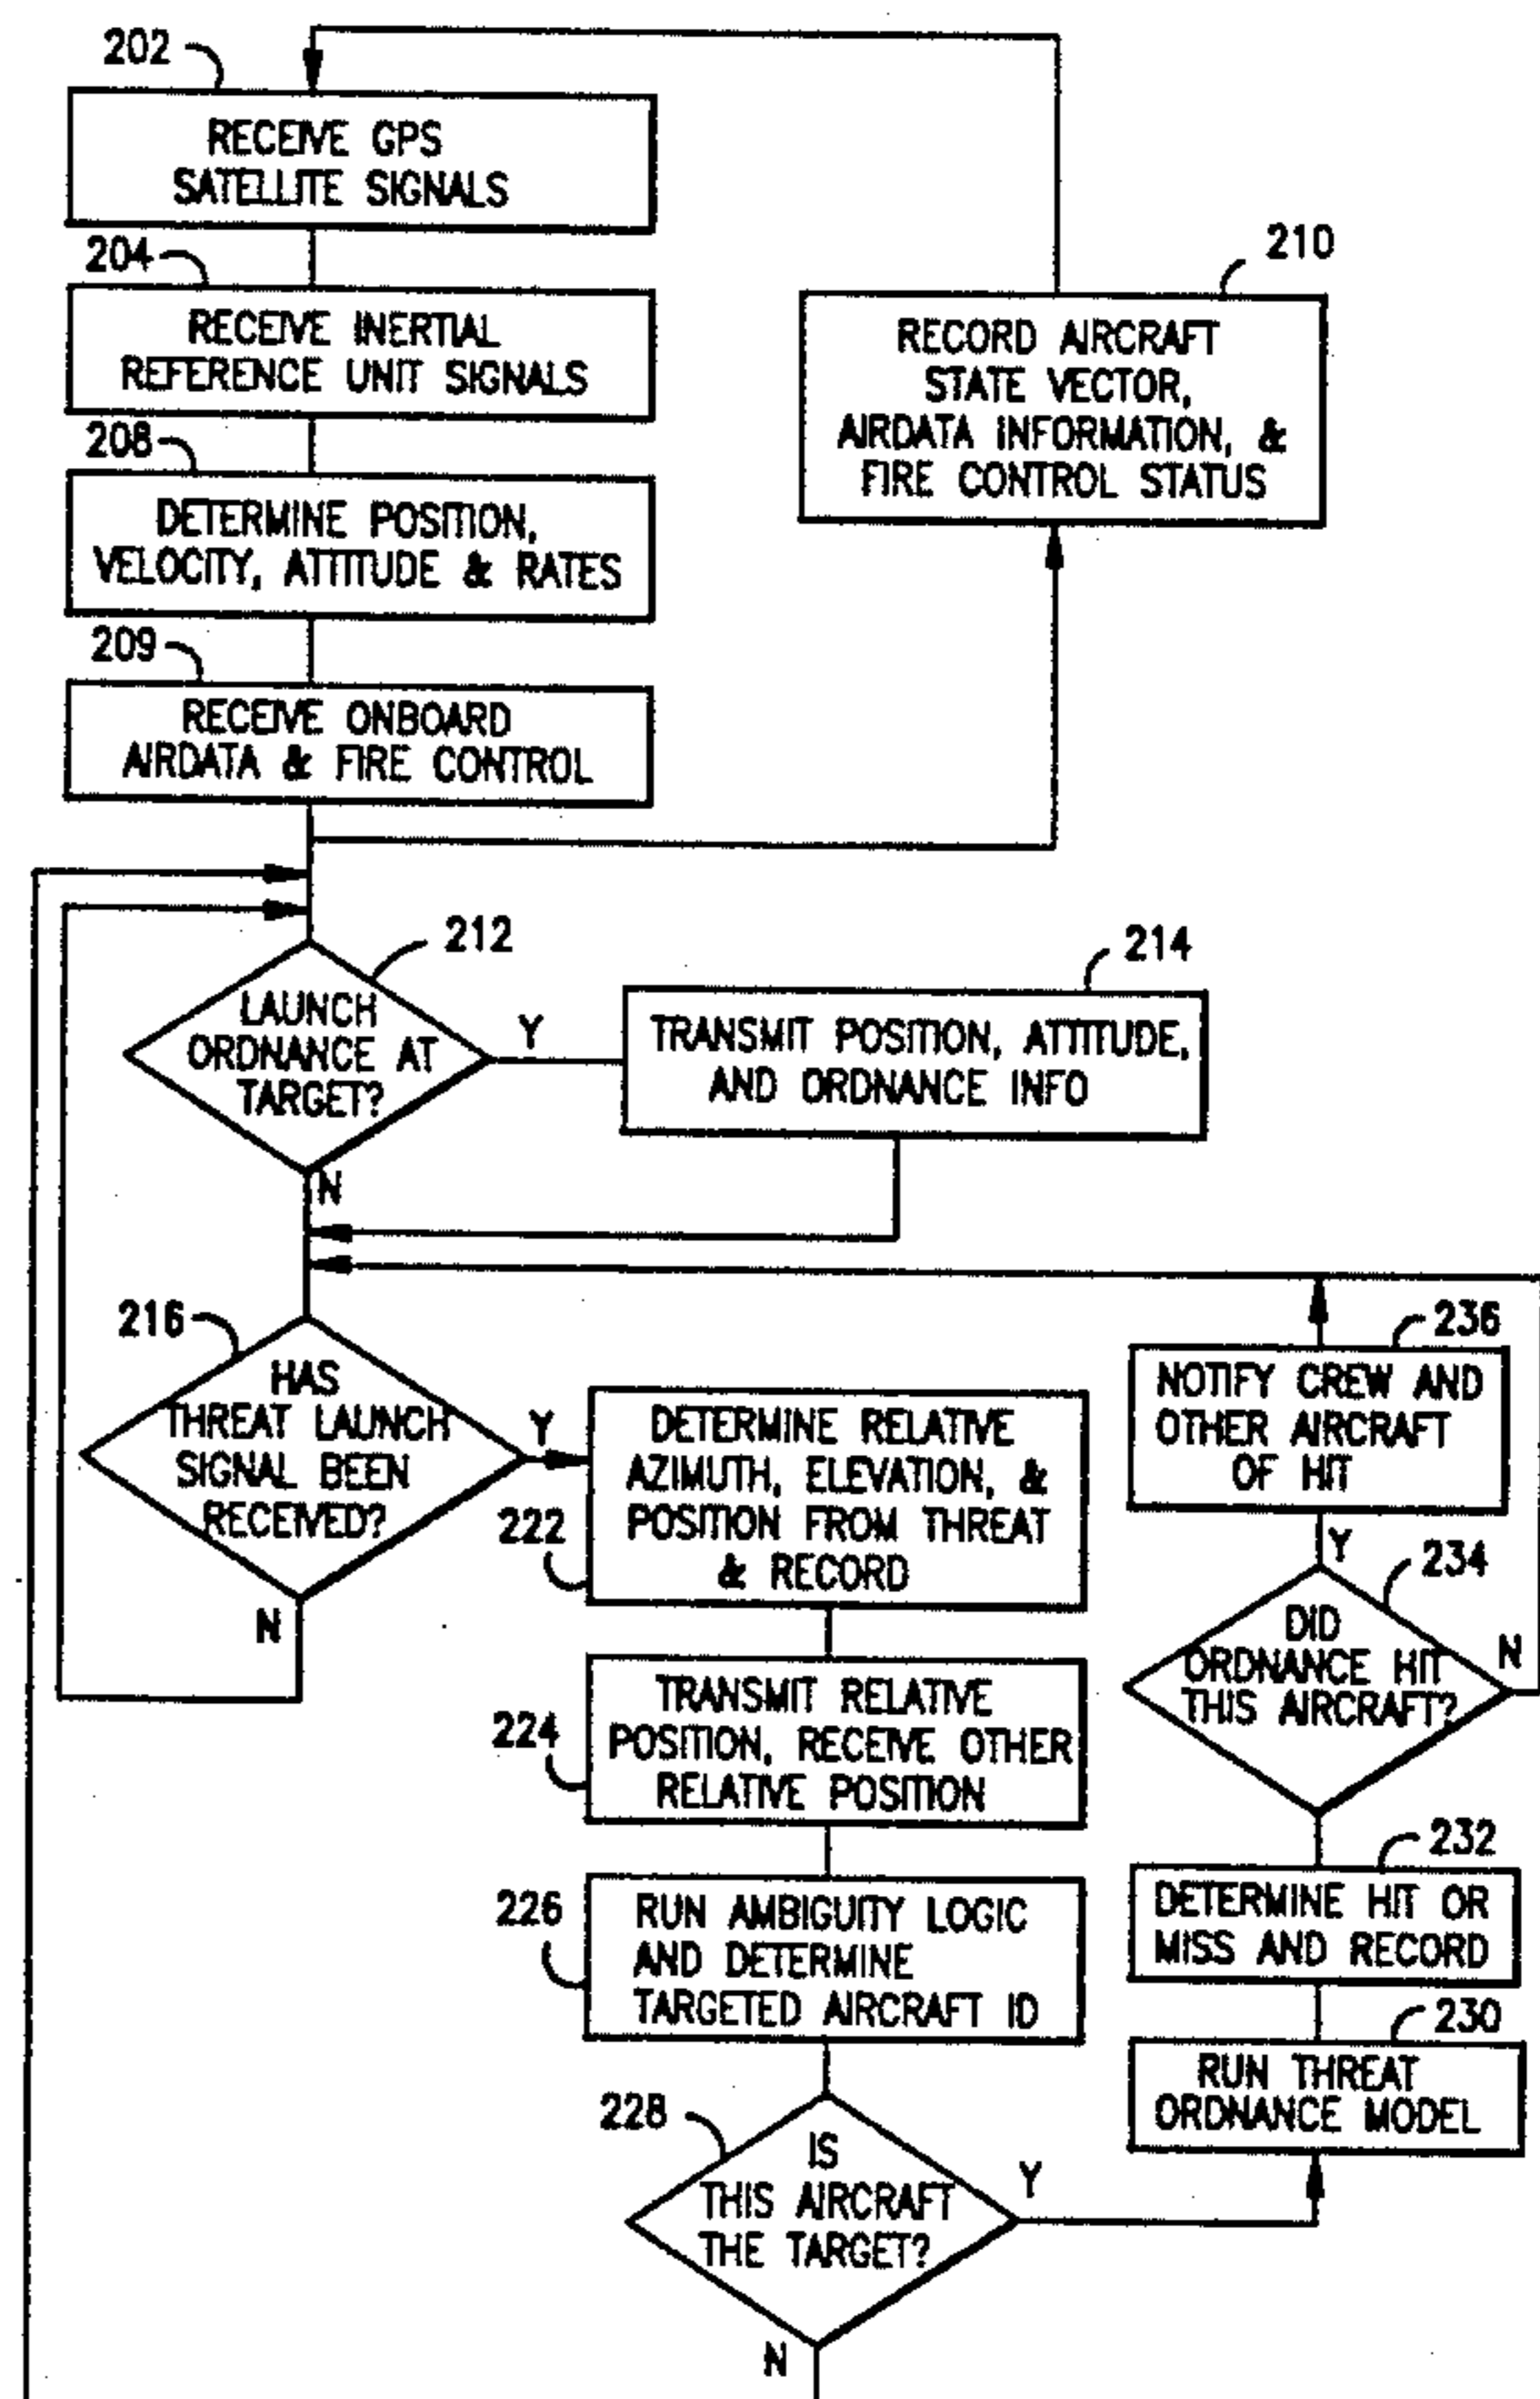 202
RECEIVE GPS
SATELLITE SIGNALS
204
RECEIVE INERTIAL
REFERENCE UNIT SIGNALS
208
DETERMINE POSITION,
VELOCITY, ATTITUDE & RATES
209
RECEIVE ONBOARD
AIRDATA & FIRE CONTROL
210
RECORD AIRCRAFT
STATE VECTOR,
AIRDATA INFORMATION, &
FIRE CONTROL STATUS
212
LAUNCH
ORDNANCE AT
TARGET?
Y
N
214
TRANSMIT POSITION, ATTITUDE,
AND ORDNANCE INFO
216
HAS
THREAT LAUNCH
SIGNAL BEEN
RECEIVED?
Y
N
222
DETERMINE RELATIVE
AZIMUTH, ELEVATION, &
POSITION FROM THREAT
& RECORD
224
TRANSMIT RELATIVE
POSITION, RECEIVE OTHER
RELATIVE POSITION
226
RUN AMBIGUITY LOGIC
AND DETERMINE
TARGETED AIRCRAFT ID
228
IS
THIS AIRCRAFT
THE TARGET?
Y
N
236
NOTIFY CREW AND
OTHER AIRCRAFT
OF HIT
Y
234
DID
ORDNANCE HIT
THIS AIRCRAFT?
N
232
DETERMINE HIT OR
MISS AND RECORD
230
RUN THREAT
ORDNANCE MODEL